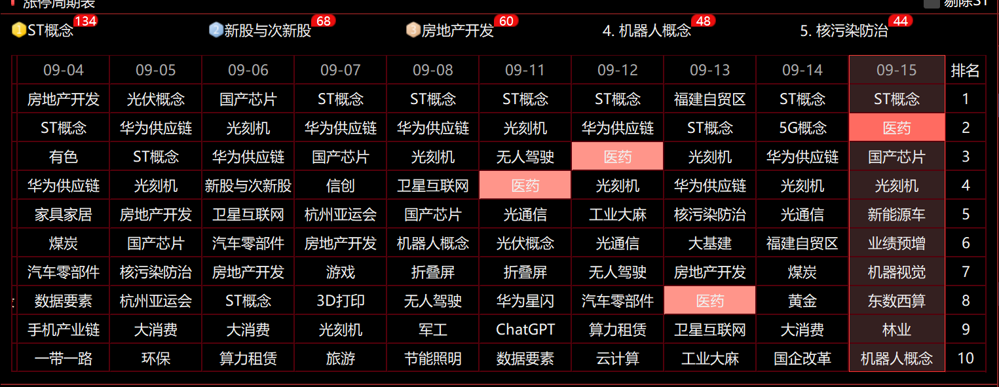 涨停周期表 剔除ST
1 ST概念 134 2 新股与次新股 68 3 房地产开发 60 4. 机器人概念 48 5. 核污染防治 44
09-04 09-05 09-06 09-07 09-08 09-11 09-12 09-13 09-14 09-15 排名
房地产开发 光伏概念 国产芯片 ST概念 ST概念 ST概念 ST概念 福建自贸区 ST概念 ST概念 1
ST概念 华为供应链 光刻机 华为供应链 华为供应链 光刻机 华为供应链 ST概念 5G概念 医药 2
有色 ST概念 华为供应链 国产芯片 光刻机 无人驾驶 医药 光刻机 华为供应链 国产芯片 3
华为供应链 光刻机 新股与次新股 信创 卫星互联网 医药 光刻机 华为供应链 光刻机 光刻机 4
家具家居 房地产开发 卫星互联网 杭州亚运会 国产芯片 光通信 工业大麻 核污染防治 光通信 新能源车 5
煤炭 国产芯片 汽车零部件 房地产开发 机器人概念 光伏概念 光通信 大基建 福建自贸区 业绩预增 6
汽车零部件 核污染防治 房地产开发 游戏 折叠屏 折叠屏 无人驾驶 房地产开发 煤炭 机器视觉 7
数据要素 杭州亚运会 ST概念 3D打印 无人驾驶 华为星闪 汽车零部件 医药 黄金 东数西算 8
手机产业链 大消费 大消费 光刻机 军工 ChatGPT 算力租赁 卫星互联网 大消费 林业 9
一带一路 环保 算力租赁 旅游 节能照明 数据要素 云计算 工业大麻 国企改革 机器人概念 10